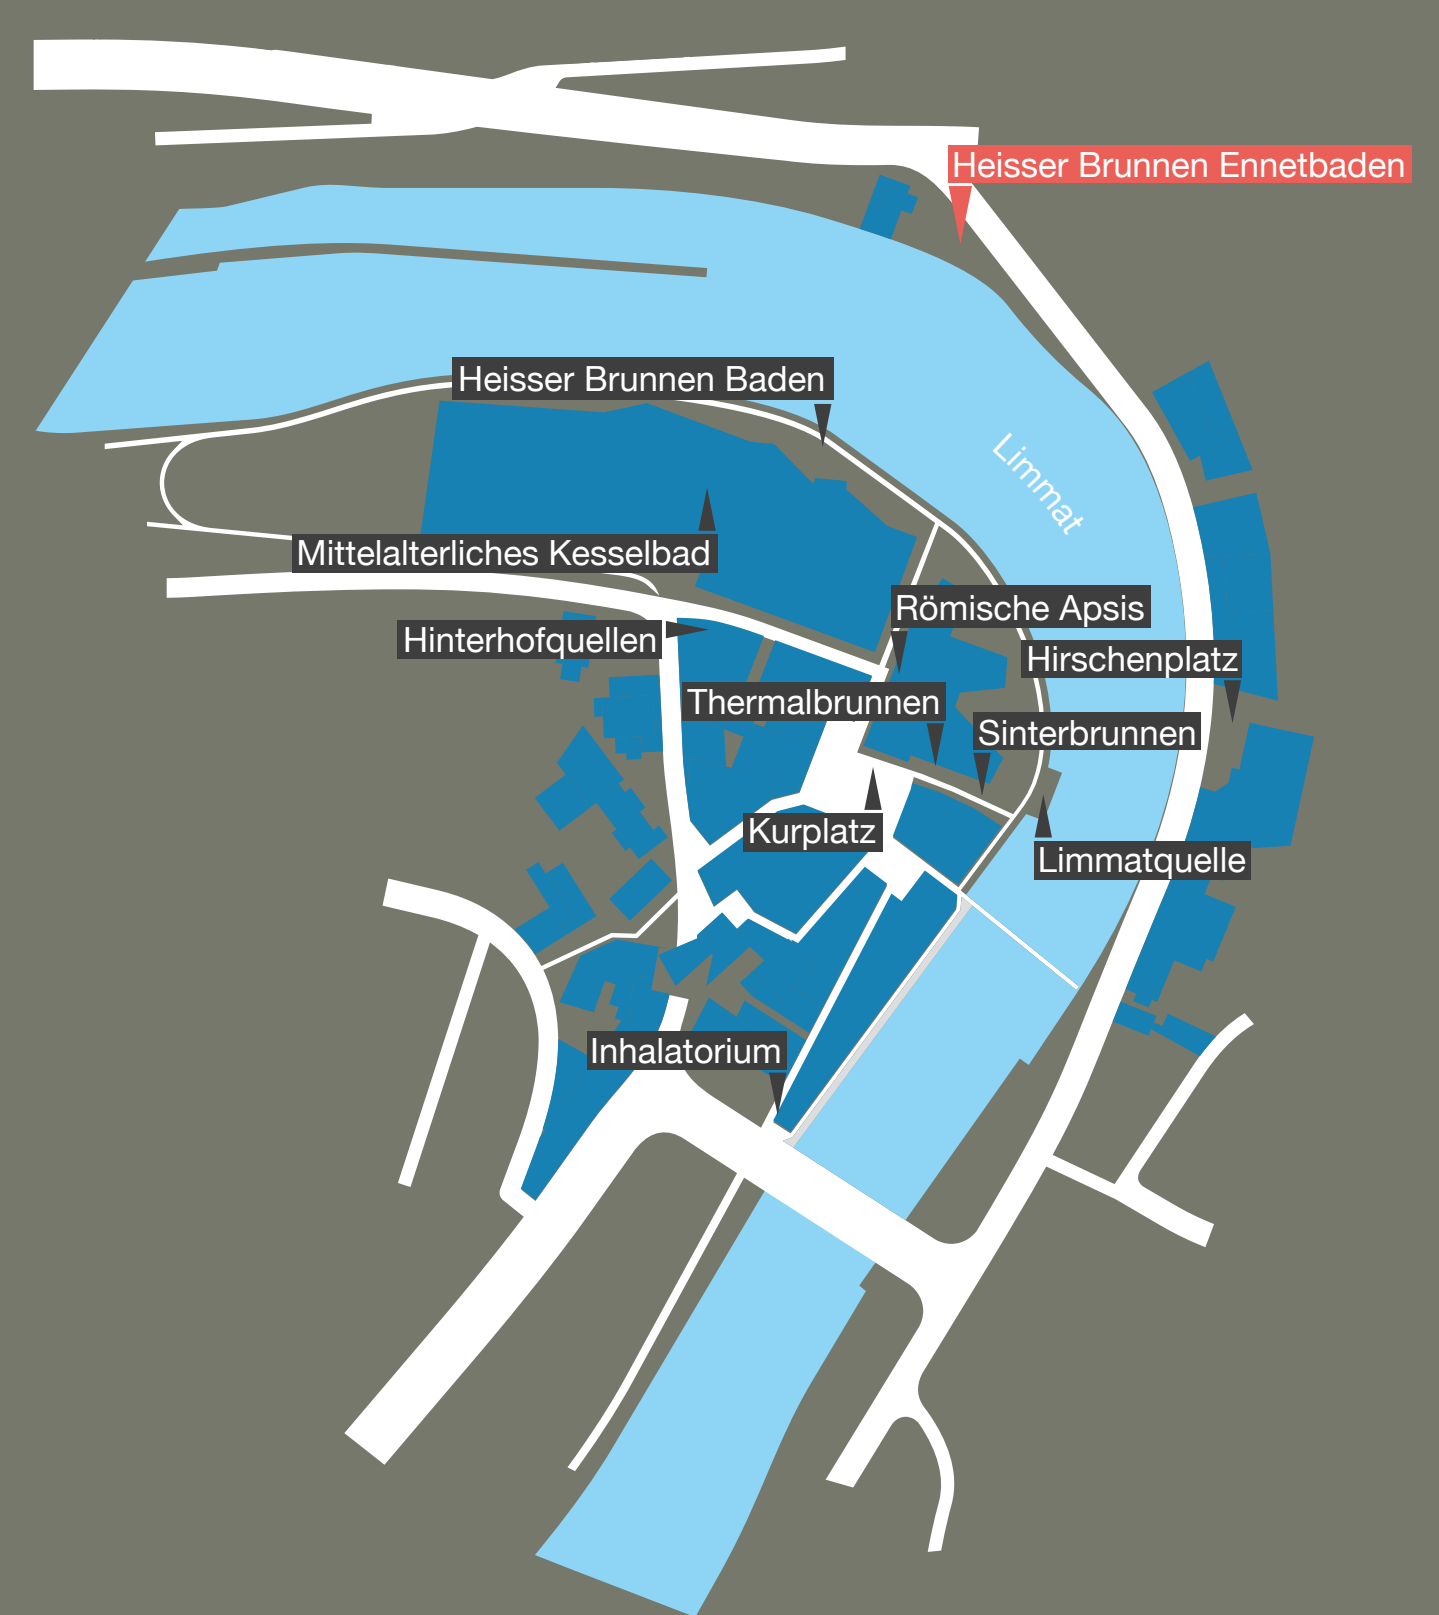 Heisser Brunnen Ennetbaden
Heisser Brunnen Baden
Limmat
Mittelalterliches Kesselbad
Römische Apsis
Hinterhofquellen
Hirschenplatz
Thermalbrunnen
Sinterbrunnen
Kurplatz
Limmatquelle
Inhalatorium